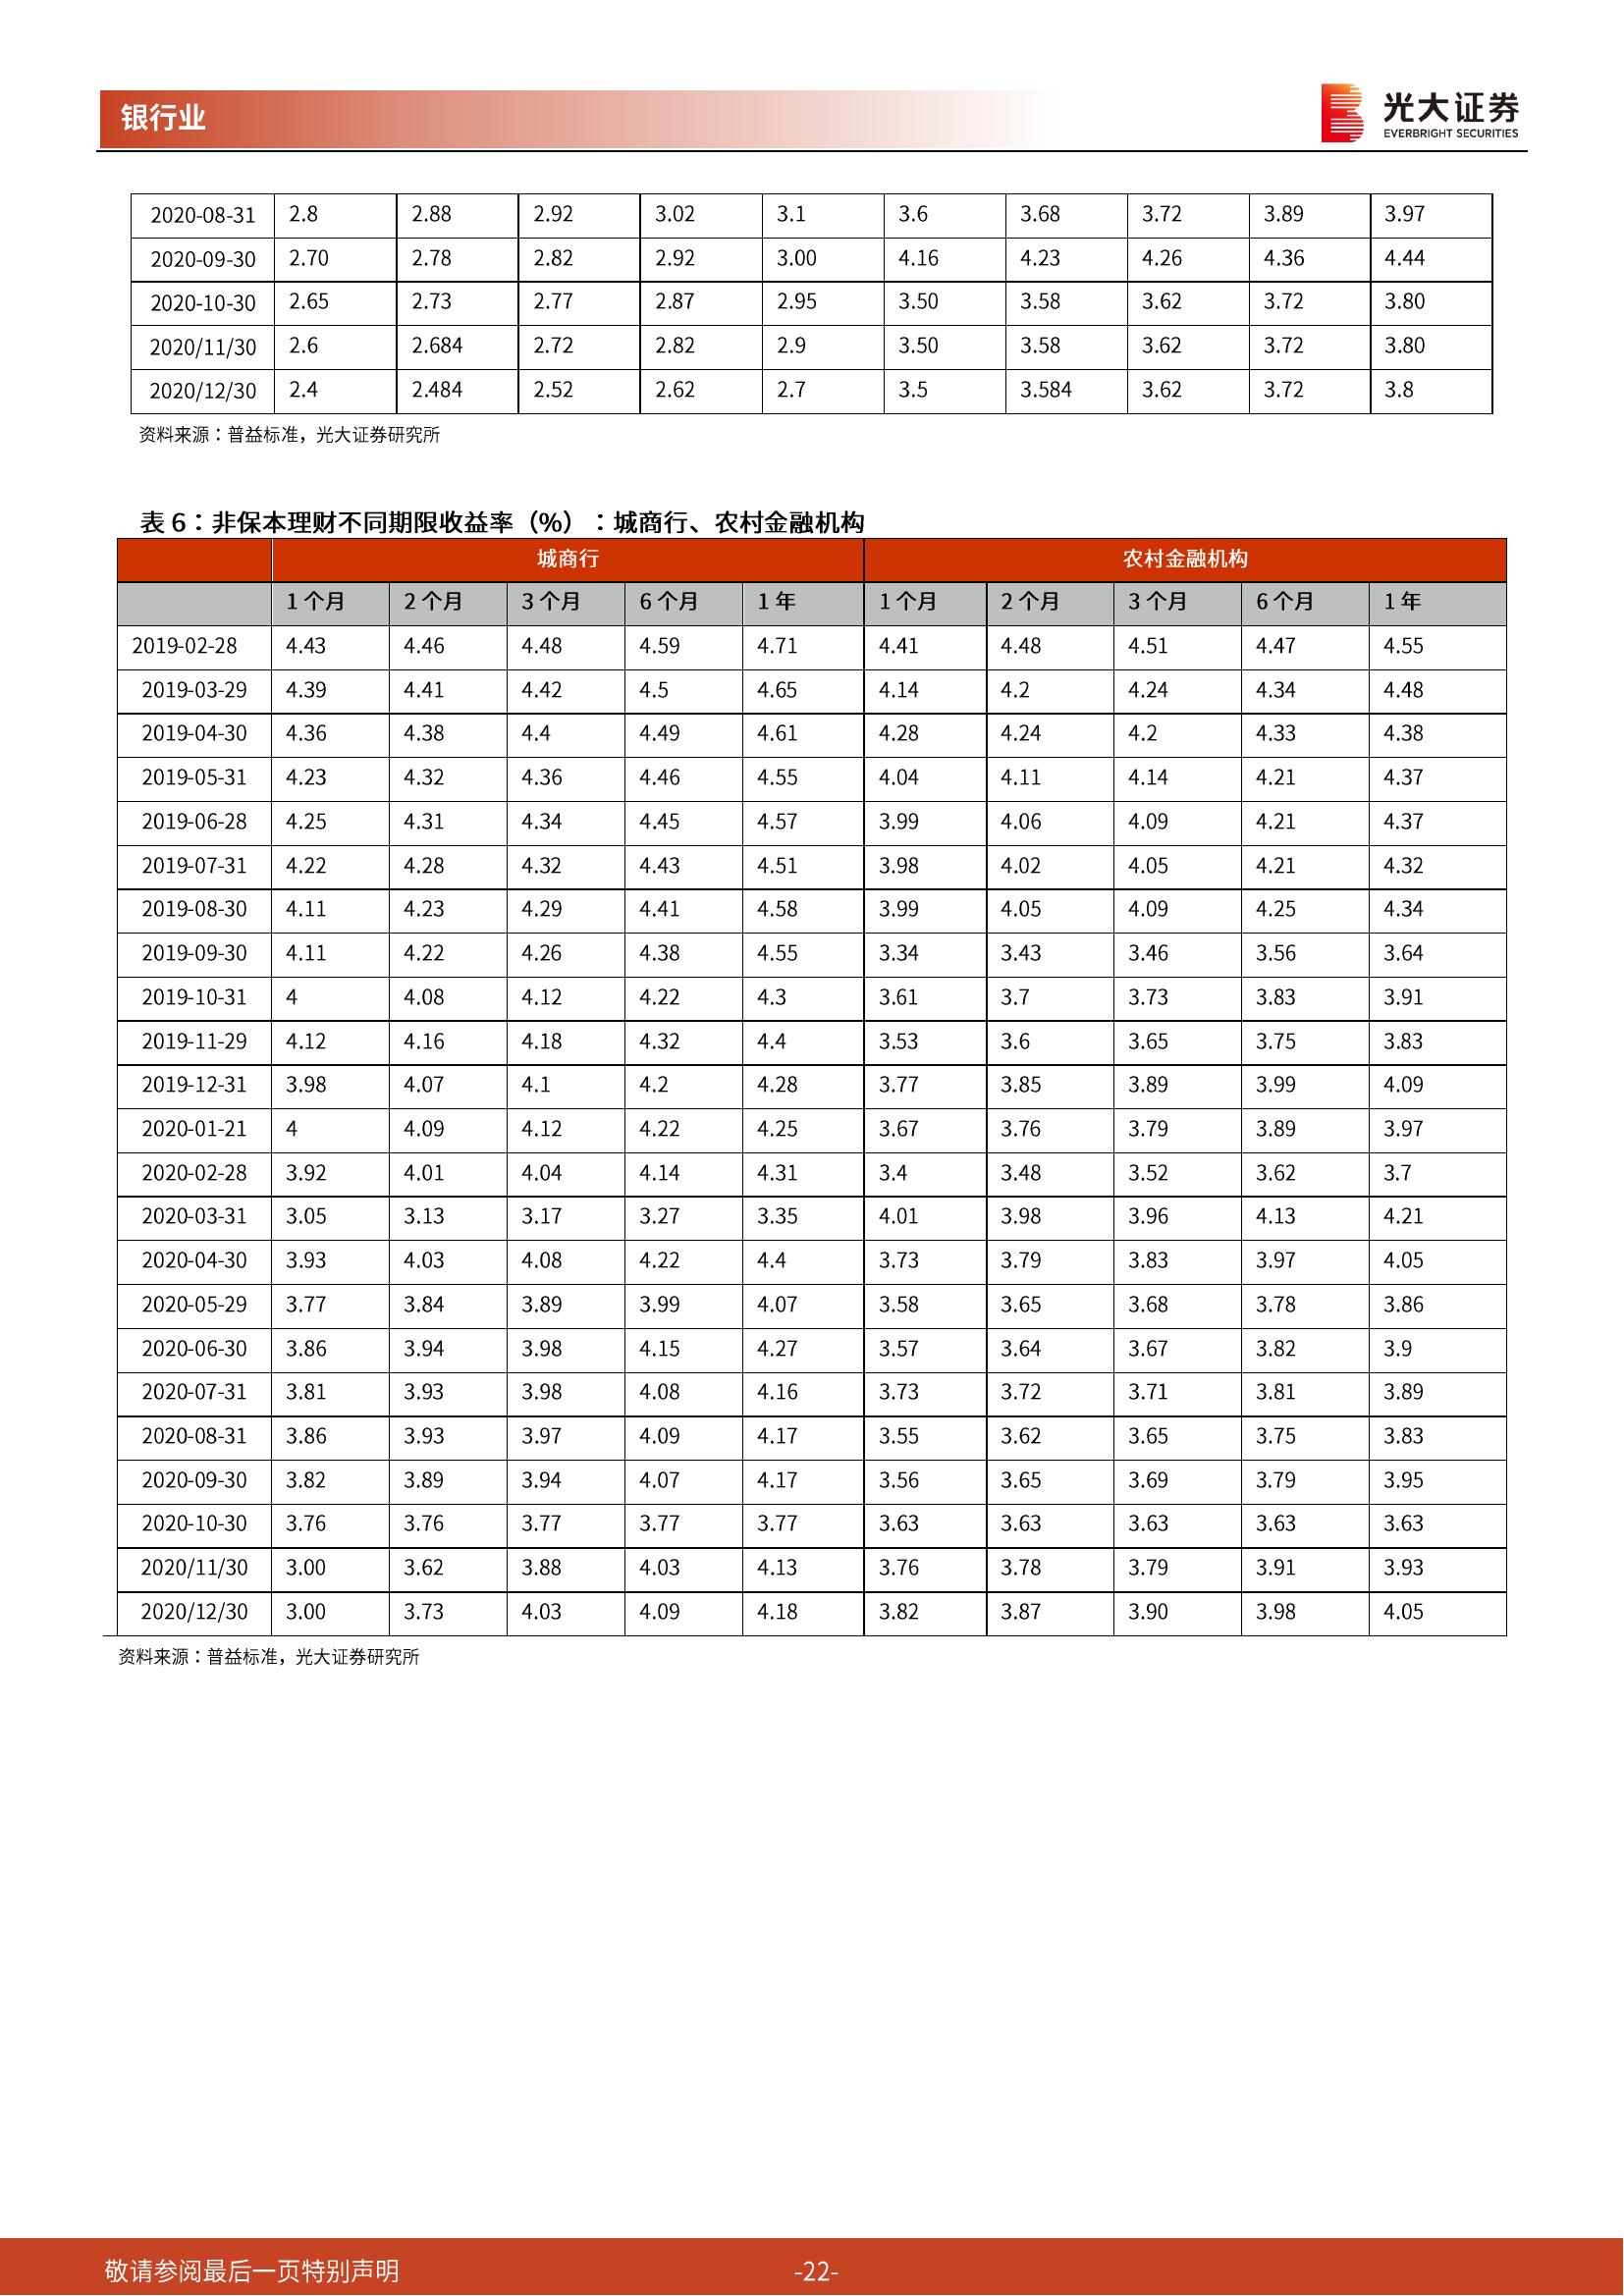 银行业
光大证券
EVERBRIGHT SECURITIES
2020-08-31 2.8 2.88 2.92 3.02 3.1 3.6 3.68 3.72 3.89 3.97
2020-09-30 2.70 2.78 2.82 2.92 3.00 4.16 4.23 4.26 4.36 4.44
2020-10-30 2.65 2.73 2.77 2.87 2.95 3.50 3.58 3.62 3.72 3.80
2020/11/30 2.6 2.684 2.72 2.82 2.9 3.50 3.58 3.62 3.72 3.80
2020/12/30 2.4 2.484 2.52 2.62 2.7 3.5 3.584 3.62 3.72 3.8
资料来源：普益标准，光大证券研究所
表 6：非保本理财不同期限收益率（%）：城商行、农村金融机构
城商行 农村金融机构
1 个月 2 个月 3 个月 6 个月 1 年 1 个月 2 个月 3 个月 6 个月 1 年
2019-02-28 4.43 4.46 4.48 4.59 4.71 4.41 4.48 4.51 4.47 4.55
2019-03-29 4.39 4.41 4.42 4.5 4.65 4.14 4.2 4.24 4.34 4.48
2019-04-30 4.36 4.38 4.4 4.49 4.61 4.28 4.24 4.2 4.33 4.38
2019-05-31 4.23 4.32 4.36 4.46 4.55 4.04 4.11 4.14 4.21 4.37
2019-06-28 4.25 4.31 4.34 4.45 4.57 3.99 4.06 4.09 4.21 4.37
2019-07-31 4.22 4.28 4.32 4.43 4.51 3.98 4.02 4.05 4.21 4.32
2019-08-30 4.11 4.23 4.29 4.41 4.58 3.99 4.05 4.09 4.25 4.34
2019-09-30 4.11 4.22 4.26 4.38 4.55 3.34 3.43 3.46 3.56 3.64
2019-10-31 4 4.08 4.12 4.22 4.3 3.61 3.7 3.73 3.83 3.91
2019-11-29 4.12 4.16 4.18 4.32 4.4 3.53 3.6 3.65 3.75 3.83
2019-12-31 3.98 4.07 4.1 4.2 4.28 3.77 3.85 3.89 3.99 4.09
2020-01-21 4 4.09 4.12 4.22 4.25 3.67 3.76 3.79 3.89 3.97
2020-02-28 3.92 4.01 4.04 4.14 4.31 3.4 3.48 3.52 3.62 3.7
2020-03-31 3.05 3.13 3.17 3.27 3.35 4.01 3.98 3.96 4.13 4.21
2020-04-30 3.93 4.03 4.08 4.22 4.4 3.73 3.79 3.83 3.97 4.05
2020-05-29 3.77 3.84 3.89 3.99 4.07 3.58 3.65 3.68 3.78 3.86
2020-06-30 3.86 3.94 3.98 4.15 4.27 3.57 3.64 3.67 3.82 3.9
2020-07-31 3.81 3.93 3.98 4.08 4.16 3.73 3.72 3.71 3.81 3.89
2020-08-31 3.86 3.93 3.97 4.09 4.17 3.55 3.62 3.65 3.75 3.83
2020-09-30 3.82 3.89 3.94 4.07 4.17 3.56 3.65 3.69 3.79 3.95
2020-10-30 3.76 3.76 3.77 3.77 3.77 3.63 3.63 3.63 3.63 3.63
2020/11/30 3.00 3.62 3.88 4.03 4.13 3.76 3.78 3.79 3.91 3.93
2020/12/30 3.00 3.73 4.03 4.09 4.18 3.82 3.87 3.90 3.98 4.05
资料来源：普益标准，光大证券研究所
敬请参阅最后一页特别声明 -22-